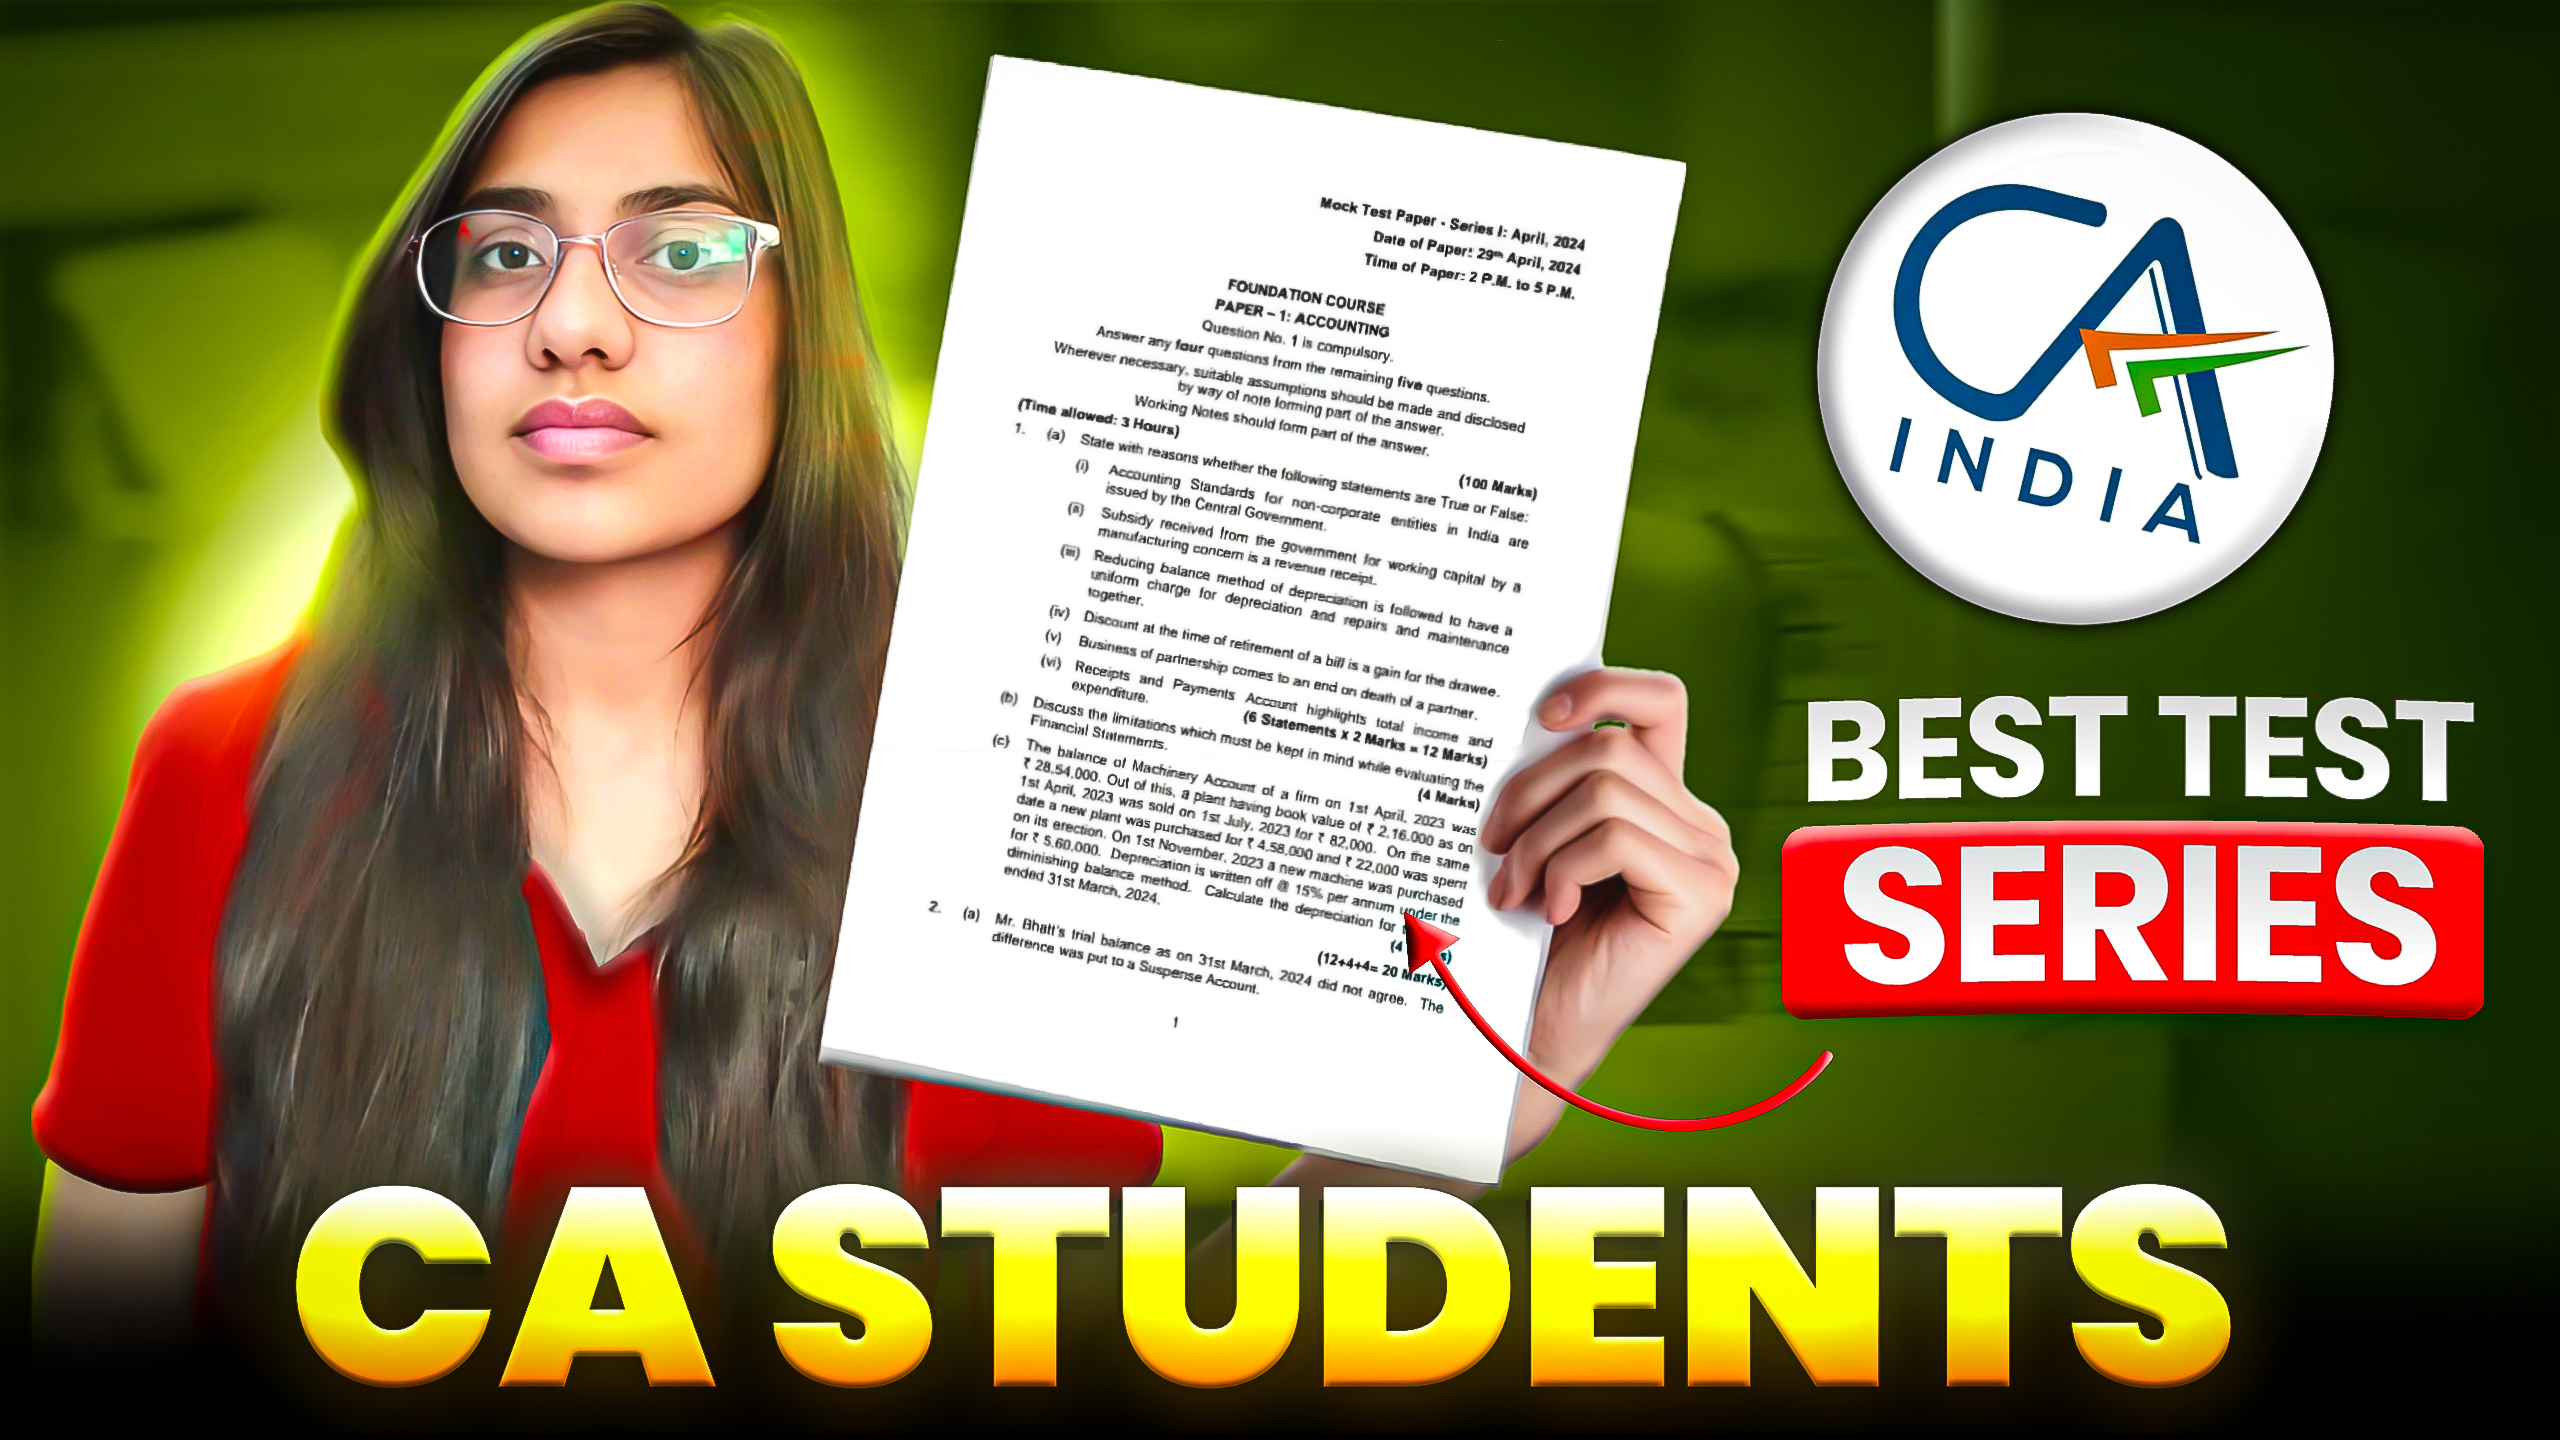 Mock Test Paper - Series I: April, 2024
Date of Paper: 29th April, 2024
Time of Paper: 2 P.M. to 5 P.M.
FOUNDATION COURSE
PAPER – 1: ACCOUNTING
Question No. 1 is compulsory.
Answer any four questions from the remaining five questions.
Wherever necessary, suitable assumptions should be made and disclosed
by way of note forming part of the answer.
Working Notes should form part of the answer.
(Time allowed: 3 Hours)
(100 Marks)
1. (a) State with reasons whether the following statements are True or False:
(i) Accounting Standards for non-corporate entities in India are
issued by the Central Government.
(ii) Subsidy received from the government for working capital by a
manufacturing concern is a revenue receipt.
(iii) Reducing balance method of depreciation is followed to have a
uniform charge for depreciation and repairs and maintenance
together.
(iv) Discount at the time of retirement of a bill is a gain for the drawee.
(v) Business of partnership comes to an end on death of a partner.
(vi) Receipts and Payments Account highlights total income and
expenditure.
(6 Statements x 2 Marks = 12 Marks)
(b) Discuss the limitations which must be kept in mind while evaluating the
Financial Statements.
(4 Marks)
(c) The balance of Machinery Account of a firm on 1st April, 2023 was
₹ 28,54,000. Out of this, a plant having book value of ₹ 2,16,000 as on
1st April, 2023 was sold on 1st July, 2023 for ₹ 82,000. On the same
date a new plant was purchased for ₹ 4,58,000 and ₹ 22,000 was spent
on its erection. On 1st November, 2023 a new machine was purchased
for ₹ 5,60,000. Depreciation is written off @ 15% per annum under the
diminishing balance method. Calculate the depreciation for
ended 31st March, 2024.
(4
(12+4+4= 20 Marks)
2. (a) Mr. Bhatt's trial balance as on 31st March, 2024 did not agree. The
difference was put to a Suspense Account.
1
CA
INDIA
BEST TEST
SERIES
CA STUDENTS